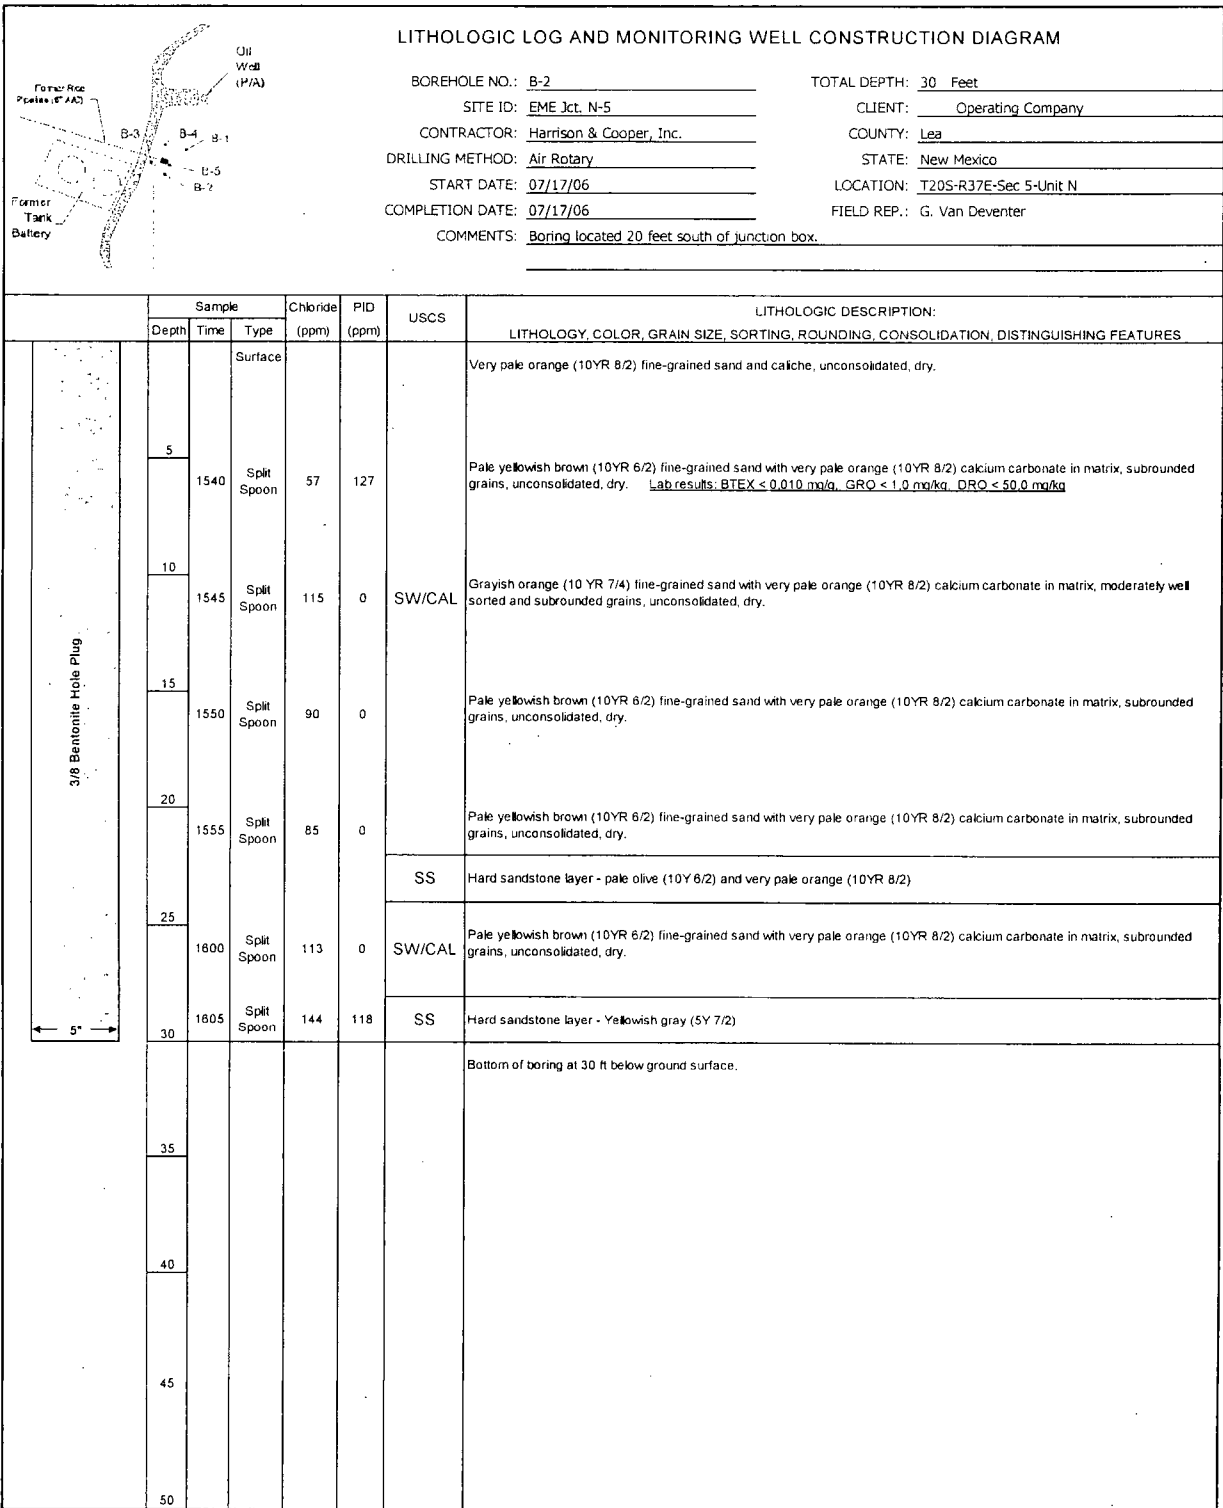 LITHOLOGIC LOG AND MONITORING WELL CONSTRUCTION DIAGRAM
Oil
Well
(P/A)
B-3
B-4
B-1
B-5
B-2
Former
Tank
Battery
BOREHOLE NO.: B-2
TOTAL DEPTH: 30 Feet
SITE ID: EME Jct. N-5
CLIENT: Operating Company
CONTRACTOR: Harrison & Cooper, Inc.
COUNTY: Lea
DRILLING METHOD: Air Rotary
STATE: New Mexico
START DATE: 07/17/06
LOCATION: T20S-R37E-Sec 5-Unit N
COMPLETION DATE: 07/17/06
FIELD REP.: G. Van Deventer
COMMENTS: Boring located 20 feet south of junction box.
Sample Chloride PID USCS LITHOLOGIC DESCRIPTION:
Depth Time Type (ppm) (ppm) LITHOLOGY, COLOR, GRAIN SIZE, SORTING, ROUNDING, CONSOLIDATION, DISTINGUISHING FEATURES
Surface
Very pale orange (10YR 8/2) fine-grained sand and caliche, unconsolidated, dry.
5
1540 Split Spoon 57 127 Pale yellowish brown (10YR 6/2) fine-grained sand with very pale orange (10YR 8/2) calcium carbonate in matrix, subrounded
grains, unconsolidated, dry. Lab results: BTEX < 0.010 mg/g, GRO < 1.0 mg/kg, DRO < 50.0 mg/kg
10
1545 Split Spoon 115 0 SW/CAL Grayish orange (10 YR 7/4) fine-grained sand with very pale orange (10YR 8/2) calcium carbonate in matrix, moderately well
sorted and subrounded grains, unconsolidated, dry.
3/8 Bentonite Hole Plug
15
1550 Split Spoon 90 0 Pale yellowish brown (10YR 6/2) fine-grained sand with very pale orange (10YR 8/2) calcium carbonate in matrix, subrounded
grains, unconsolidated, dry.
20
1555 Split Spoon 85 0 Pale yellowish brown (10YR 6/2) fine-grained sand with very pale orange (10YR 8/2) calcium carbonate in matrix, subrounded
grains, unconsolidated, dry.
SS Hard sandstone layer - pale olive (10Y 6/2) and very pale orange (10YR 8/2)
25
1600 Split Spoon 113 0 SW/CAL Pale yellowish brown (10YR 6/2) fine-grained sand with very pale orange (10YR 8/2) calcium carbonate in matrix, subrounded
grains, unconsolidated, dry.
1605 Split Spoon 144 118 SS Hard sandstone layer - Yellowish gray (5Y 7/2)
5"
30
Bottom of boring at 30 ft below ground surface.
35
40
45
50